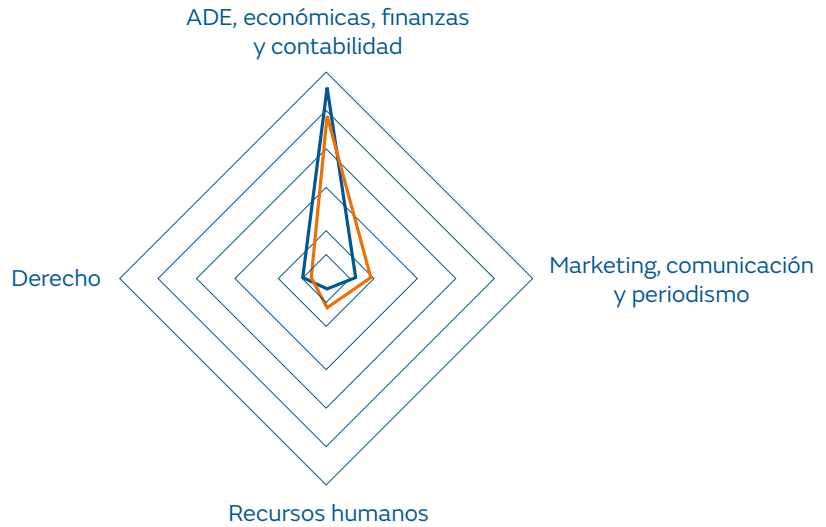 ADE, económicas, finanzas
y contabilidad
Derecho
Marketing, comunicación
y periodismo
Recursos humanos